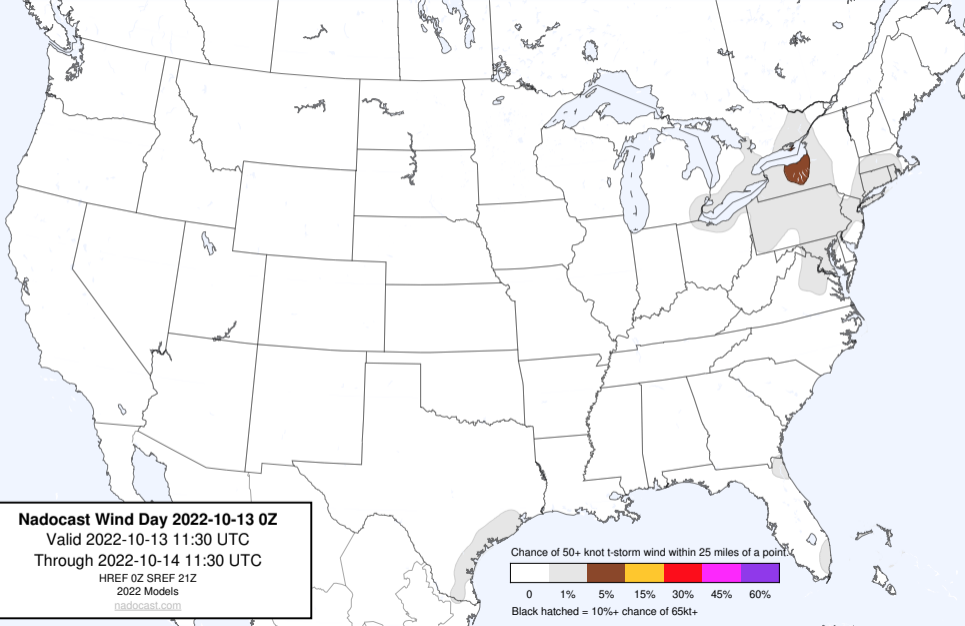 Nadocast Wind Day 2022-10-13 0Z
Valid 2022-10-13 11:30 UTC
Through 2022-10-14 11:30 UTC
HREF 0Z SREF 21Z
2022 Models
nadocast.com
Chance of 50+ knot t-storm wind within 25 miles of a point.
0 1% 5% 15% 30% 45% 60%
Black hatched = 10%+ chance of 65kt+